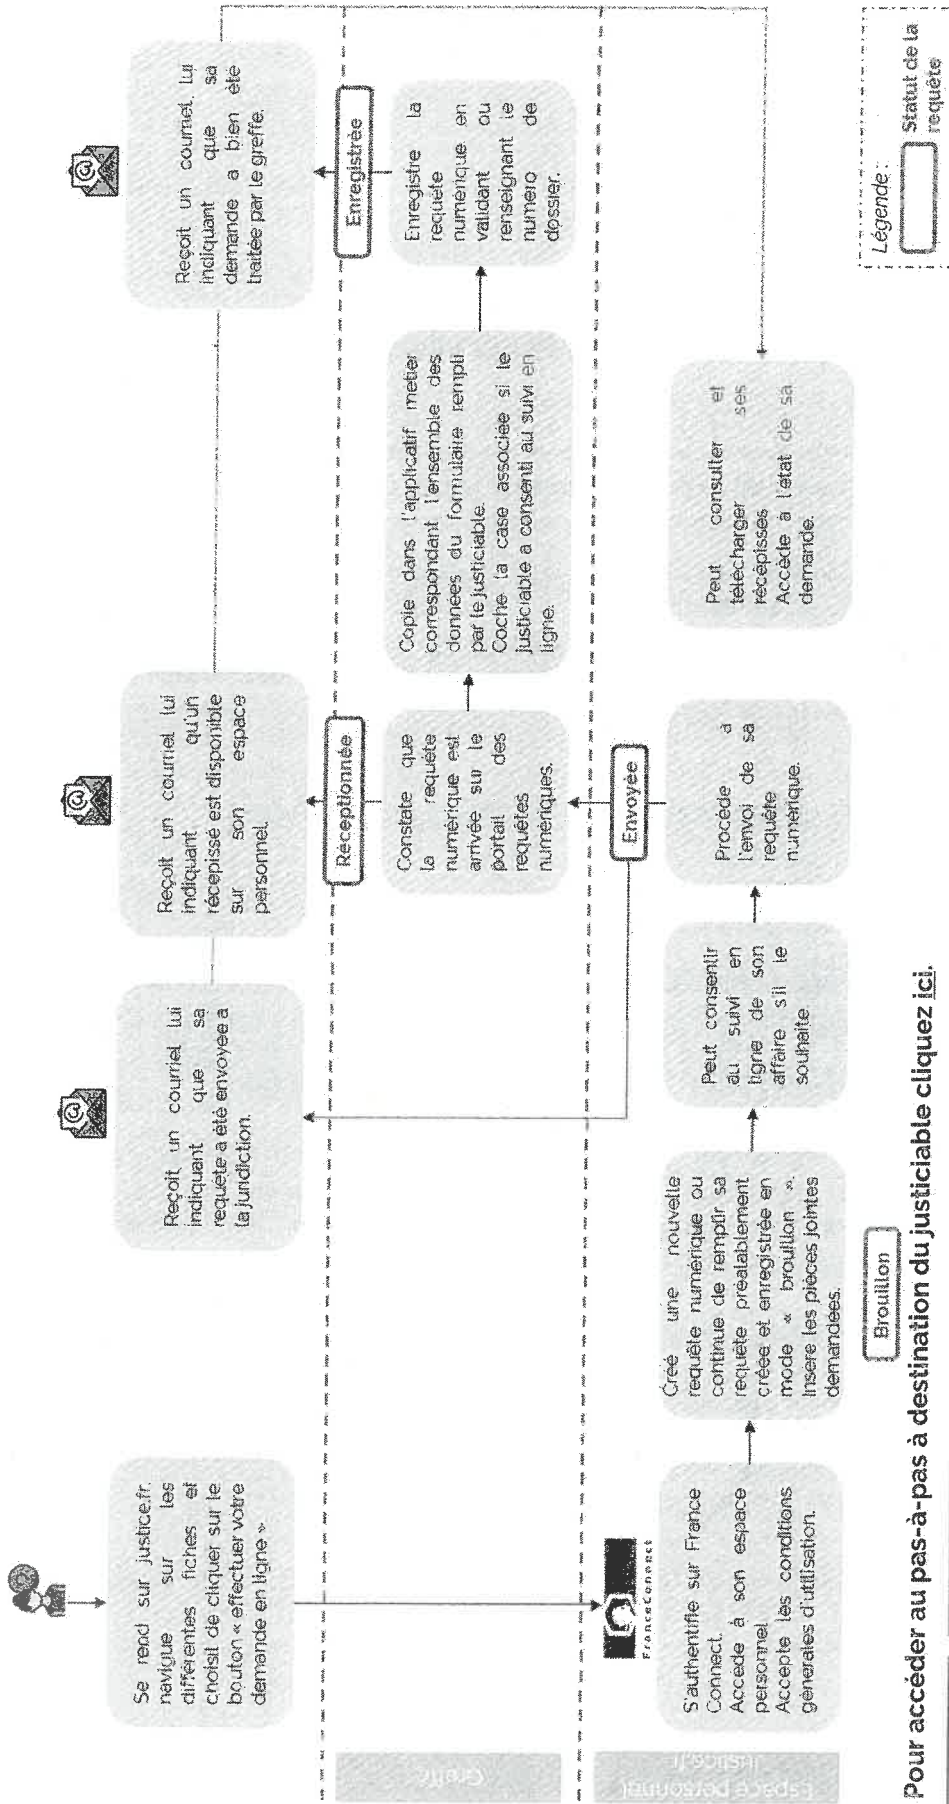 Se rend sur justice.fr,
navigue sur les
différentes fiches et
choisit de cliquer sur le
bouton « effectuer votre
demande en ligne ».
Reçoit un courriel lui
indiquant que sa
requête a été envoyée à
la juridiction.
Reçoit un courriel lui
indiquant qu'un
récépissé est disponible
sur son espace
personnel.
Reçoit un courriel lui
indiquant que sa
demande a bien été
traitée par le greffe.
Greffe
Réceptionnée
Enregistrée
Constate que
la requête
numérique est
arrivée sur le
portail des
requêtes
numériques.
Copie dans l'applicatif métier
correspondant l'ensemble des
données du formulaire rempli
par le justiciable.
Coche la case associée si le
justiciable a consenti au suivi en
ligne.
Enregistre la
requête
numérique en
validant ou
renseignant le
numéro de
dossier.
Envoyée
Espace personnel
Justice.fr
FranceConnect
S'authentifie sur France
Connect.
Accède à son espace
personnel
Accepte les conditions
générales d'utilisation.
Créé une nouvelle
requête numérique ou
continue de remplir sa
requête préalablement
créée et enregistrée en
mode « brouillon ».
Insère les pièces jointes
demandées.
Peut consentir
au suivi en
ligne de son
affaire s'il le
souhaite
Procède à
l'envoi de sa
requête
numérique.
Peut consulter et
télécharger ses
récépissés
Accède à l'état de sa
demande.
Brouillon
Légende :
Statut de la
requête
Pour accéder au pas-à-pas à destination du justiciable cliquez ici.